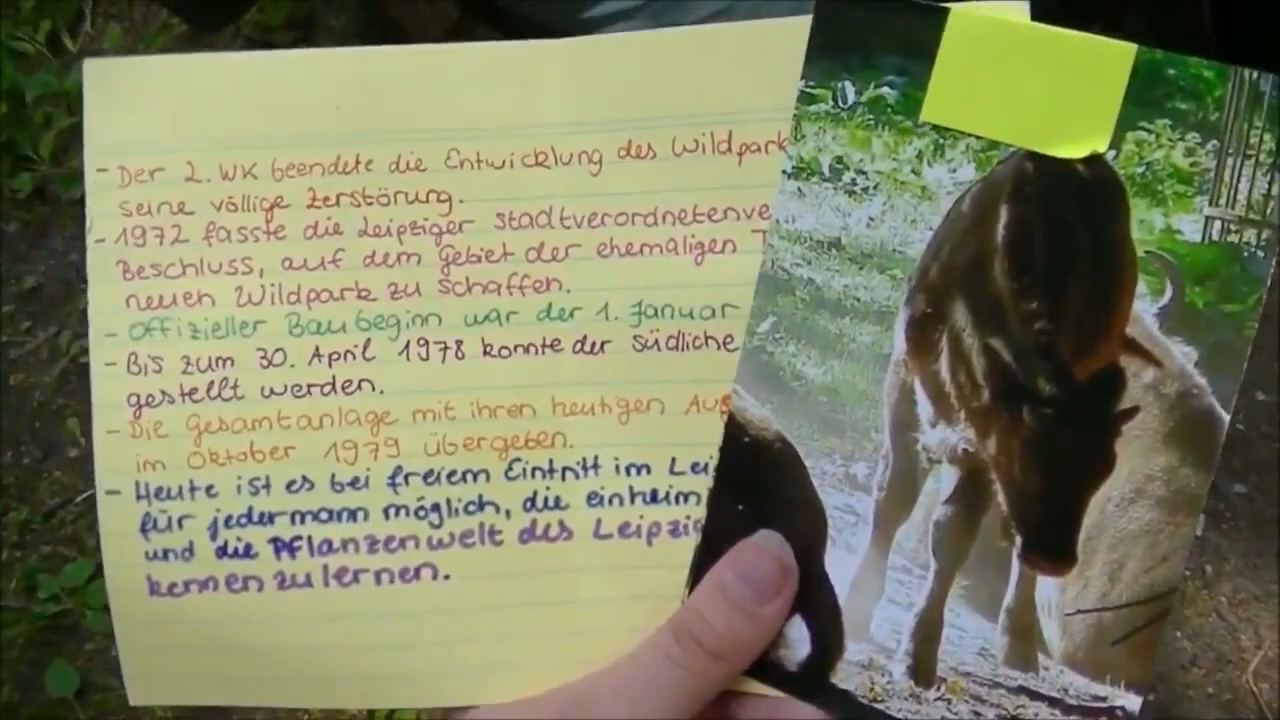 - Der 2. WK beendete die Entwicklung des Wildpark
seine völlige Zerstörung.
- 1972 fasste die Leipziger Stadtverordnetenve
Beschluss, auf dem Gebiet der ehemaligen T
neuen Wildpark zu schaffen.
- Offizieller Baubeginn war der 1. Januar
- Bis zum 30. April 1978 konnte der südliche
gestellt werden.
- Die Gesamtanlage mit ihren heutigen Aus
im Oktober 1979 übergeben.
- Heute ist es bei freiem Eintritt im Lei
für jedermann möglich, die einheim
und die Pflanzenwelt des Leipzig
kennen zu lernen.